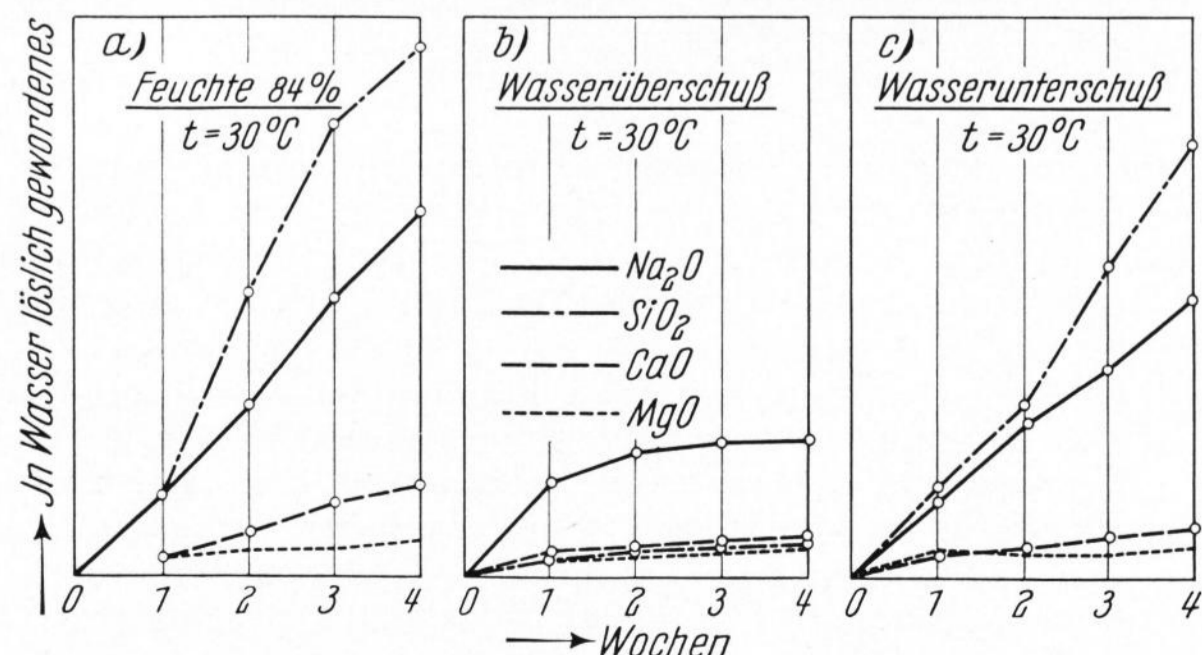 Jn Wasser löslich gewordenes
a)
Feuchte 84%
t=30°C
b)
Wasserüberschuß
t=30°C
Na₂O
SiO₂
CaO
MgO
c)
Wasserunterschuß
t=30°C
0 1 2 3 4
0 1 2 3 4
0 1 2 3 4
Wochen